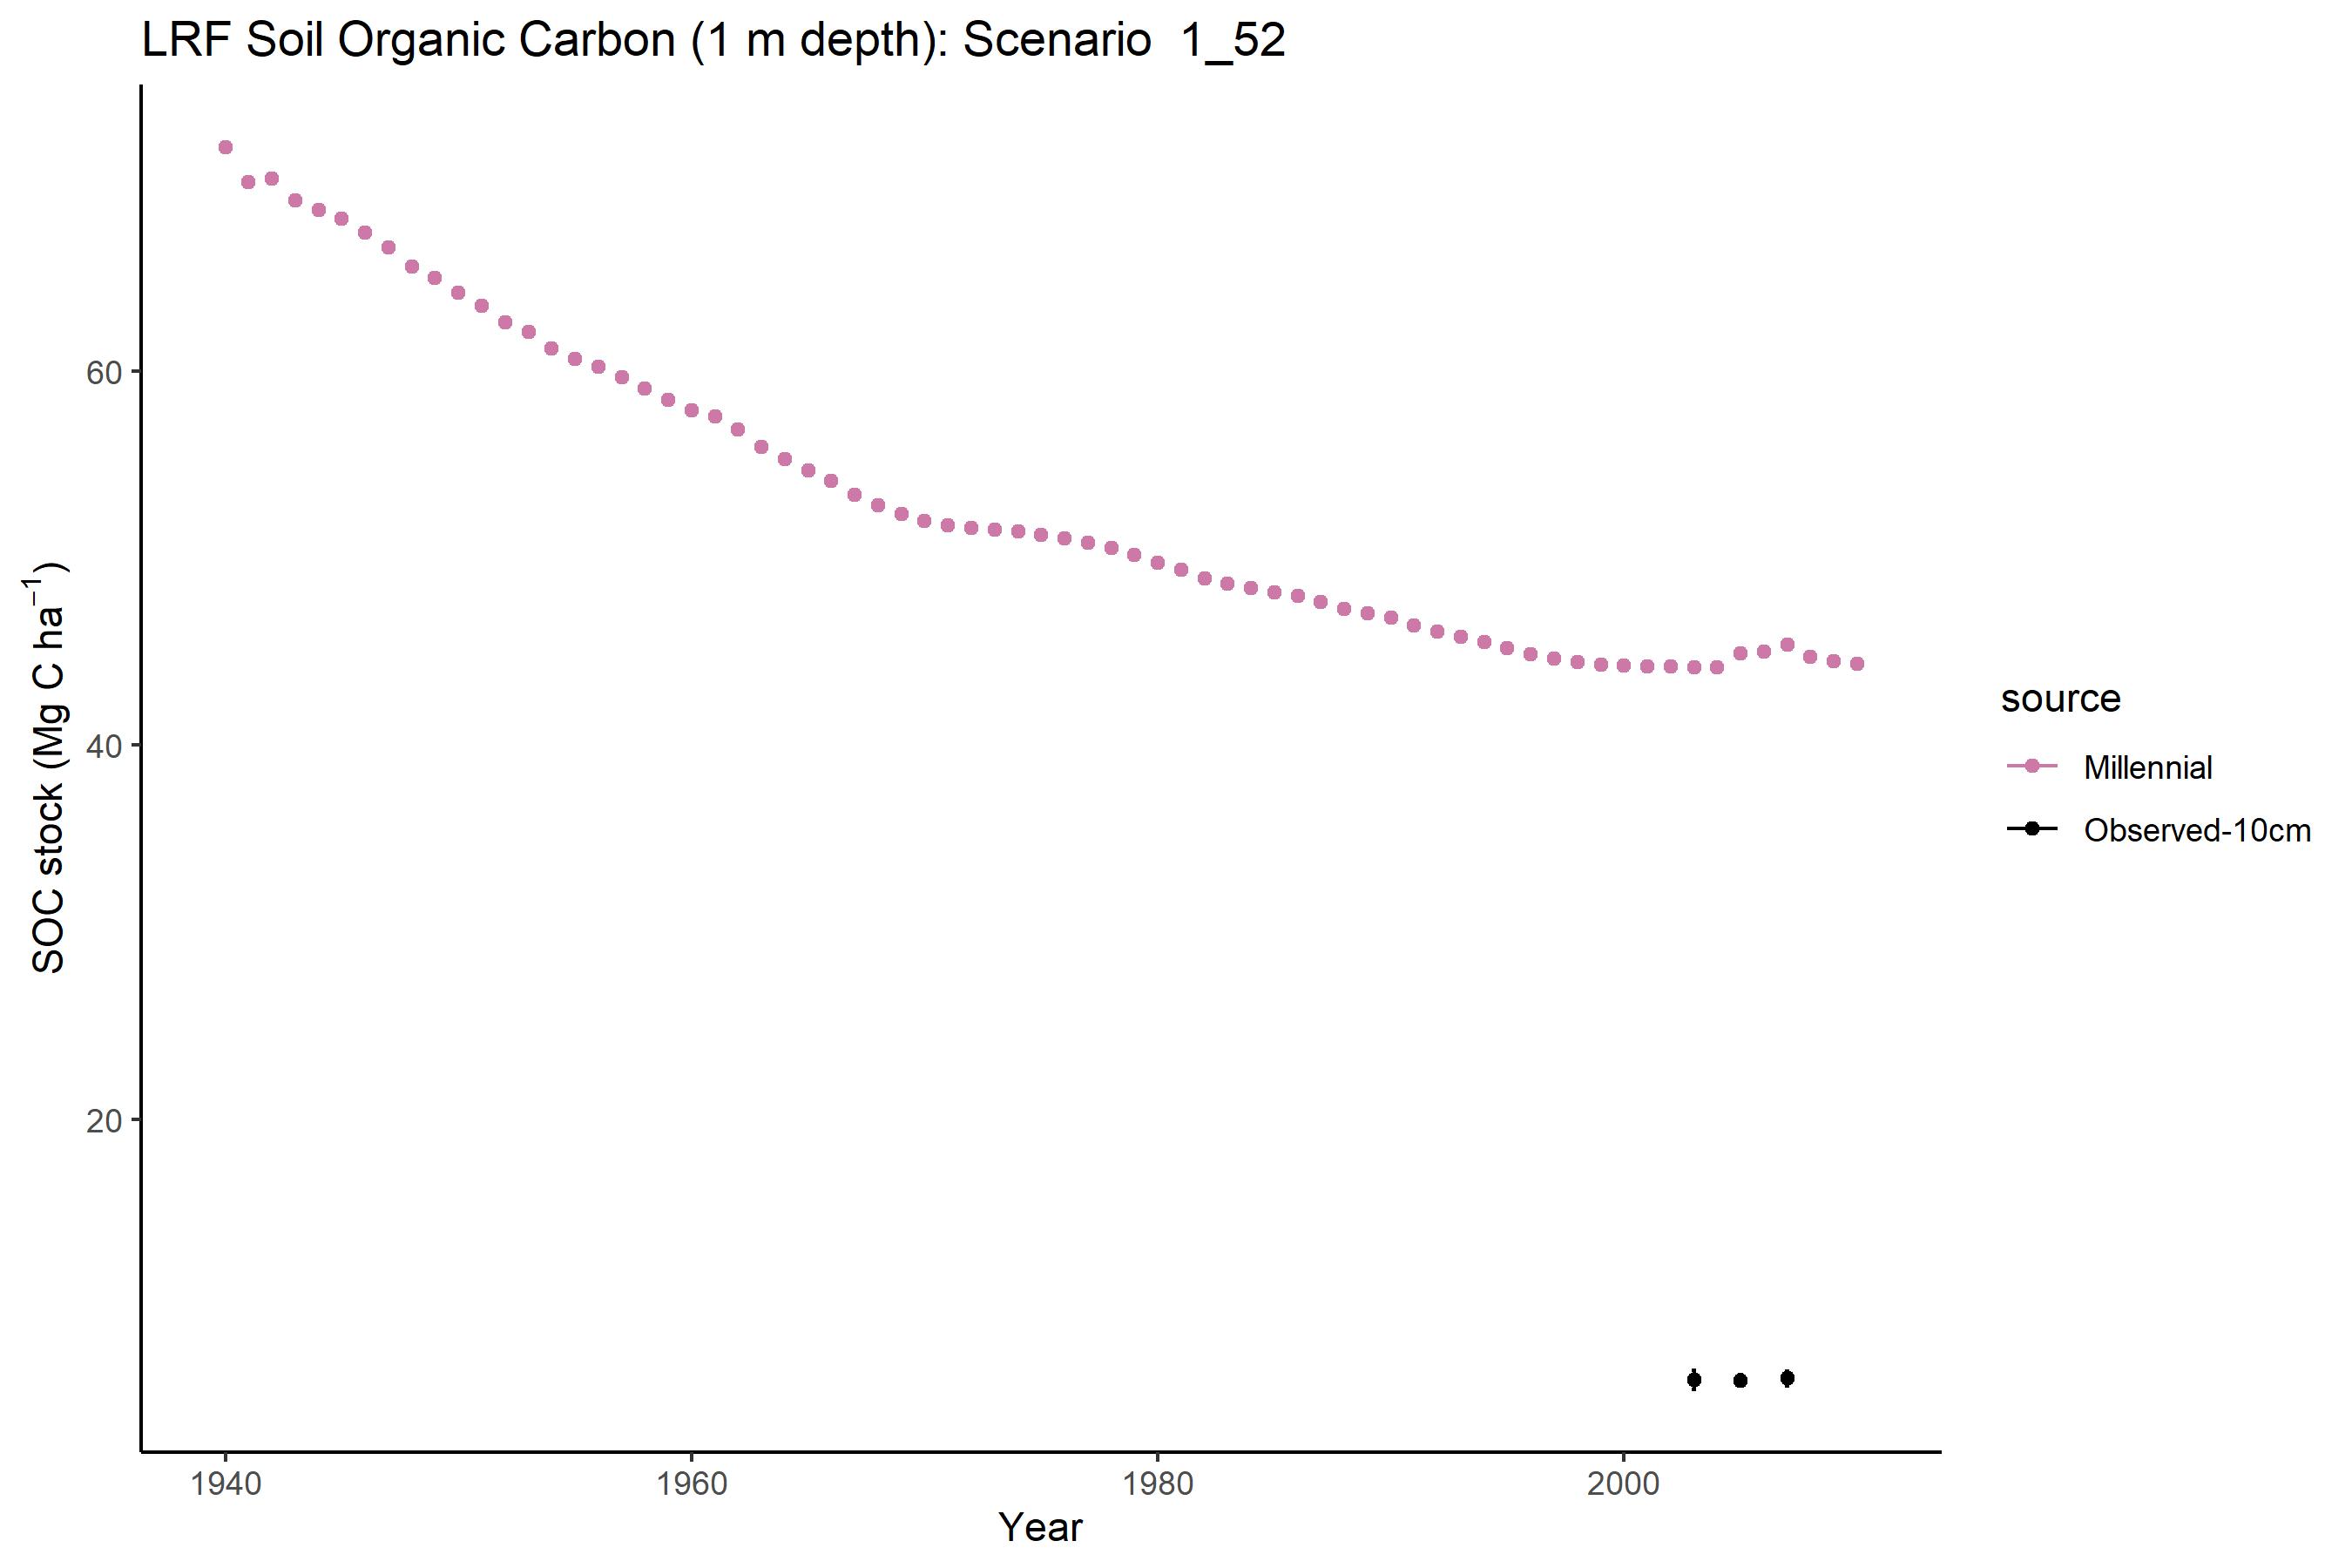 LRF Soil Organic Carbon (1 m depth): Scenario  1_52
SOC stock (Mg C ha⁻¹)
60
40
20
1940
1960
1980
2000
Year
source
Millennial
Observed-10cm